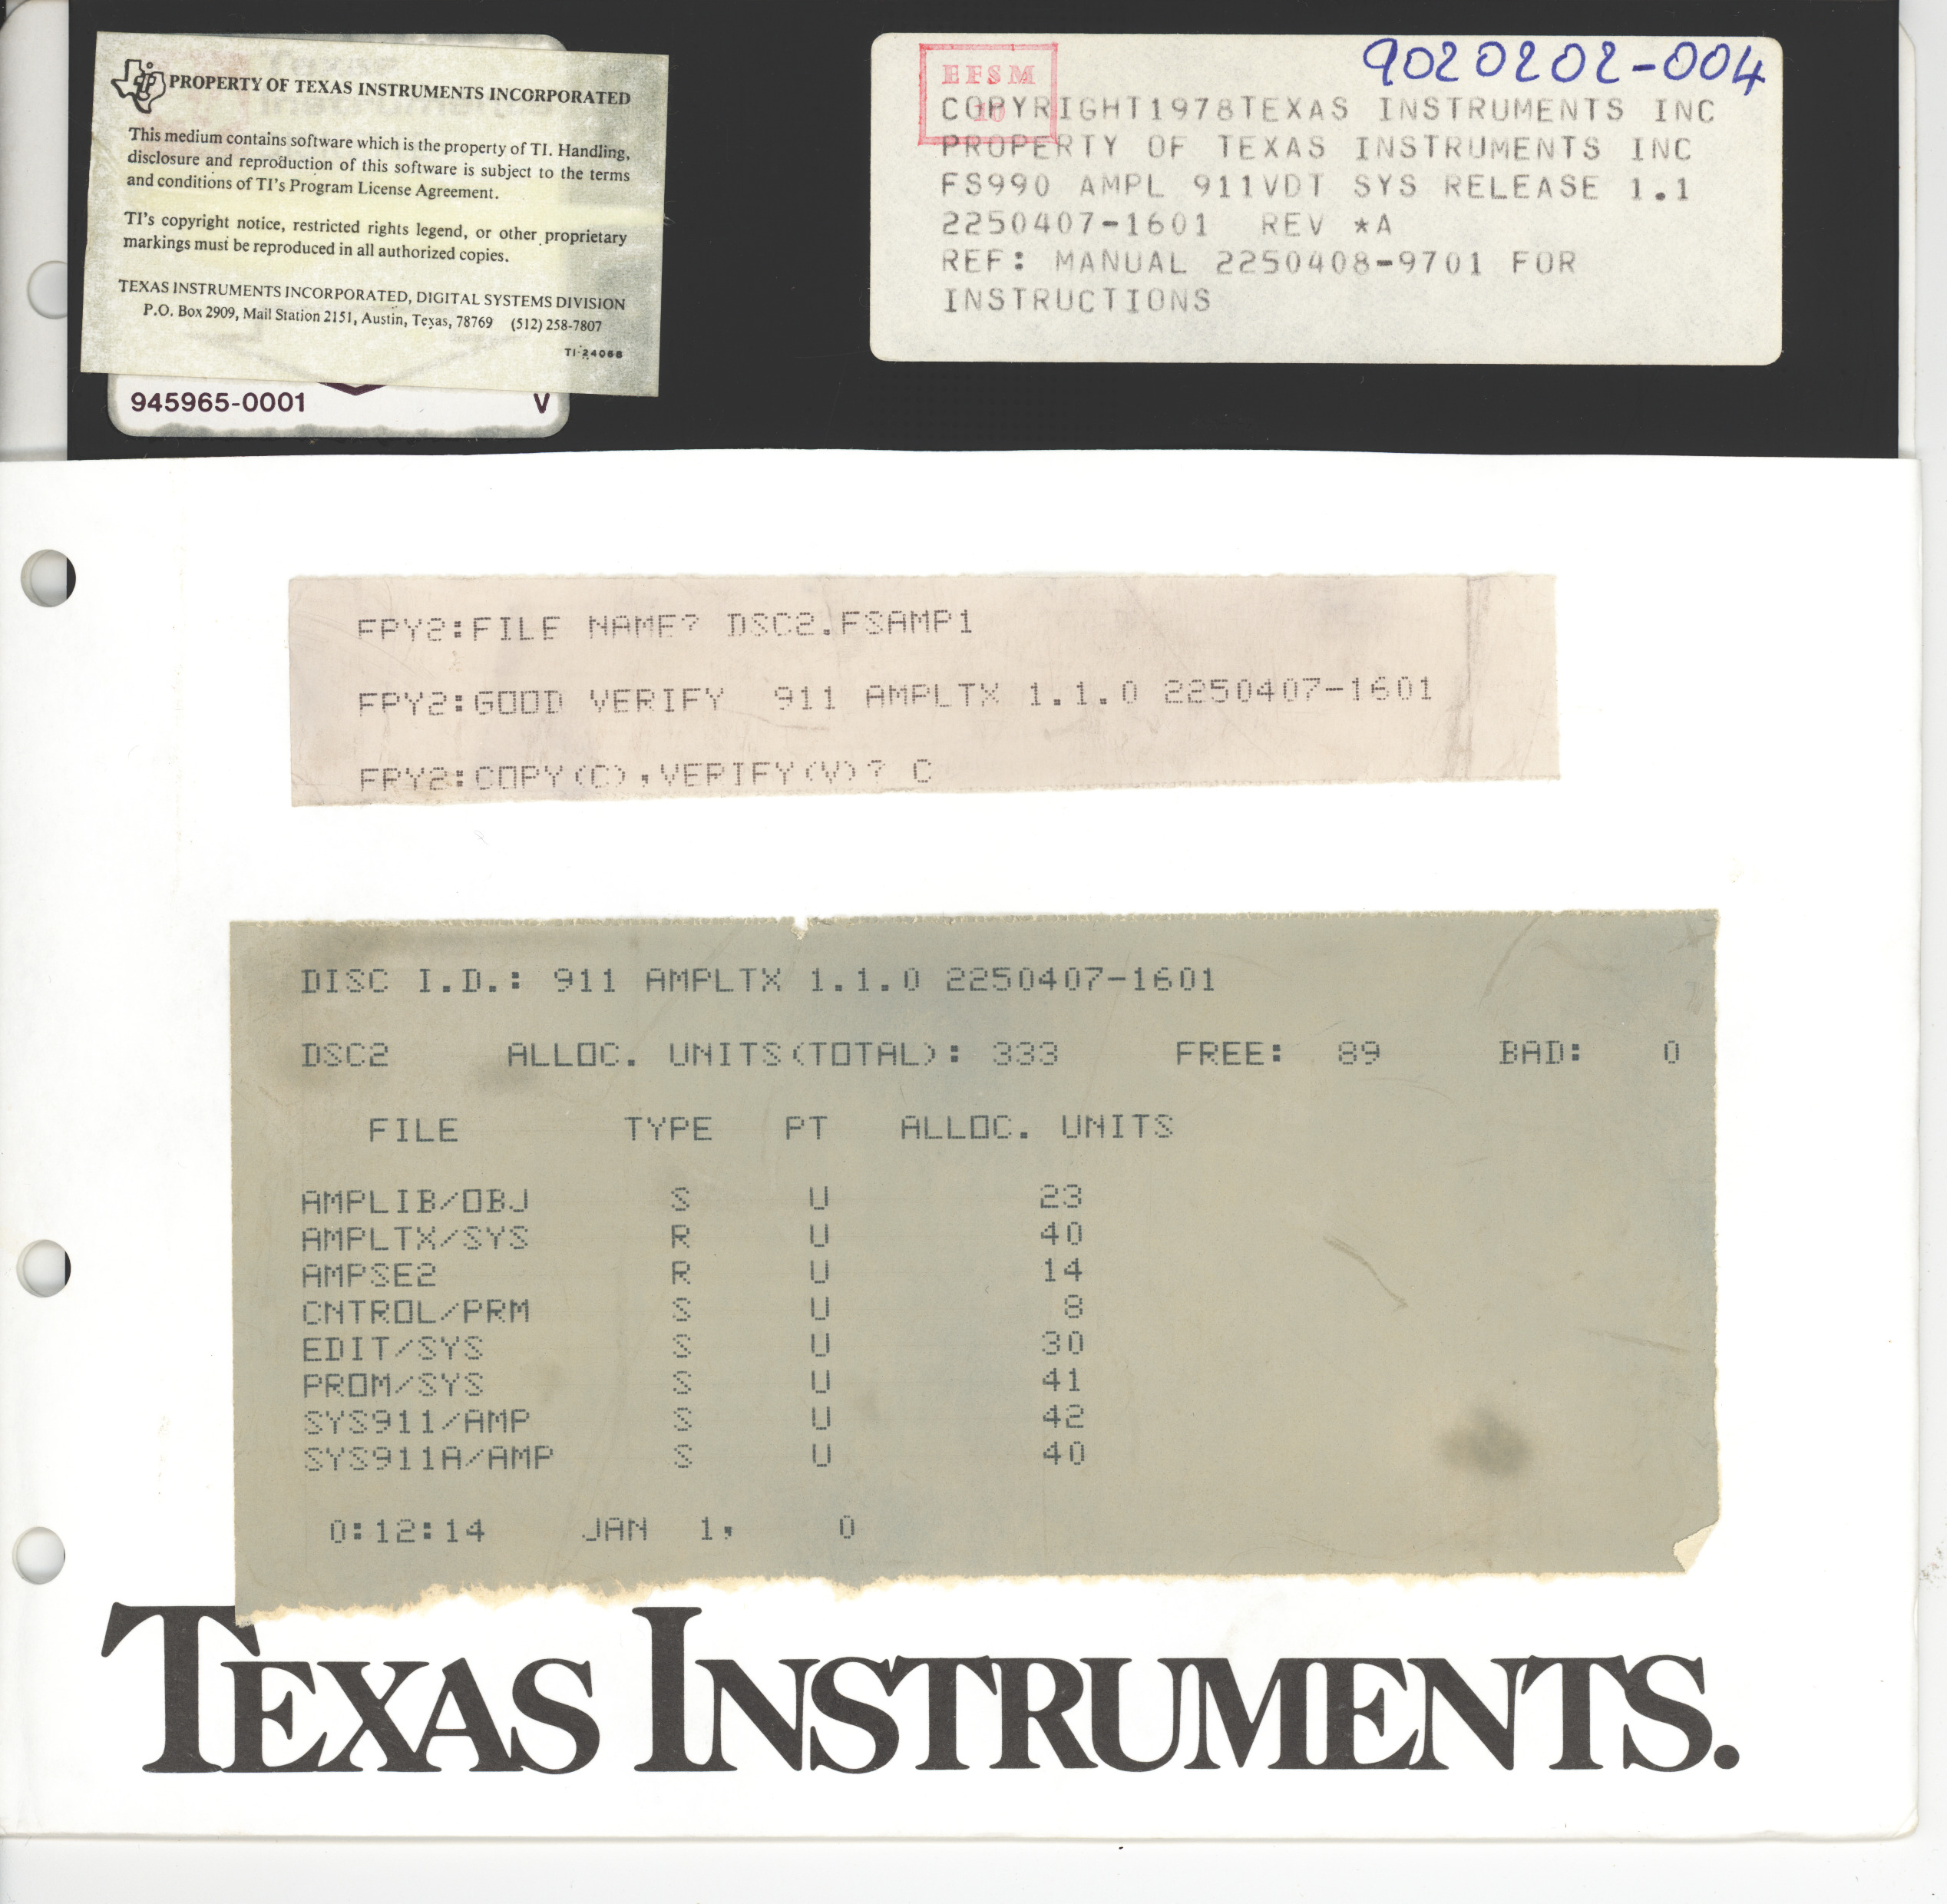 PROPERTY OF TEXAS INSTRUMENTS INCORPORATED
This medium contains software which is the property of TI. Handling,
disclosure and reproduction of this software is subject to the terms
and conditions of TI's Program License Agreement.
TI's copyright notice, restricted rights legend, or other proprietary
markings must be reproduced in all authorized copies.
TEXAS INSTRUMENTS INCORPORATED, DIGITAL SYSTEMS DIVISION
P.O. Box 2909, Mail Station 2151, Austin, Texas, 78769 (512) 258-7807
TI-24068
945965-0001 V
9020202-004
EFSM
10
COPYRIGHT1978TEXAS INSTRUMENTS INC
PROPERTY OF TEXAS INSTRUMENTS INC
FS990 AMPL 911VDT SYS RELEASE 1.1
2250407-1601 REV *A
REF: MANUAL 2250408-9701 FOR
INSTRUCTIONS
FPY2:FILE NAME? DSC2.FSAMP1
FPY2:GOOD VERIFY 911 AMPLTX 1.1.0 2250407-1601
FPY2:COPY(C),VERIFY(V)? C
DISC I.D.: 911 AMPLTX 1.1.0 2250407-1601
DSC2 ALLOC. UNITS(TOTAL): 333 FREE: 89 BAD: 0
FILE TYPE PT ALLOC. UNITS
AMPLIB/OBJ S U 23
AMPLTX/SYS R U 40
AMPSE2 R U 14
CNTROL/PRM S U 8
EDIT/SYS S U 30
PROM/SYS S U 41
SYS911/AMP S U 42
SYS911A/AMP S U 40
0:12:14 JAN 1, 0
TEXAS INSTRUMENTS.